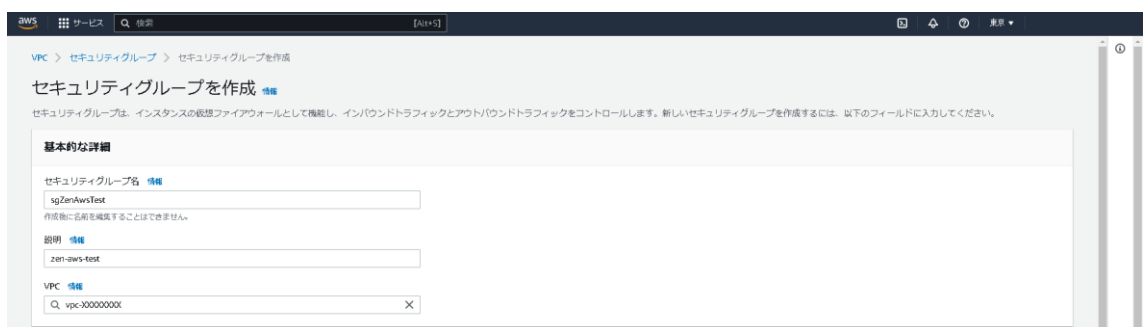 aws サービス 検索 [Alt+S] 東京
VPC > セキュリティグループ > セキュリティグループを作成
セキュリティグループを作成 情報
セキュリティグループは、インスタンスの仮想ファイアウォールとして機能し、インバウンドトラフィックとアウトバウンドトラフィックをコントロールします。新しいセキュリティグループを作成するには、以下のフィールドに入力してください。
基本的な詳細
セキュリティグループ名 情報
sgZenAwsTest
作成後に名前を編集することはできません。
説明 情報
zen-aws-test
VPC 情報